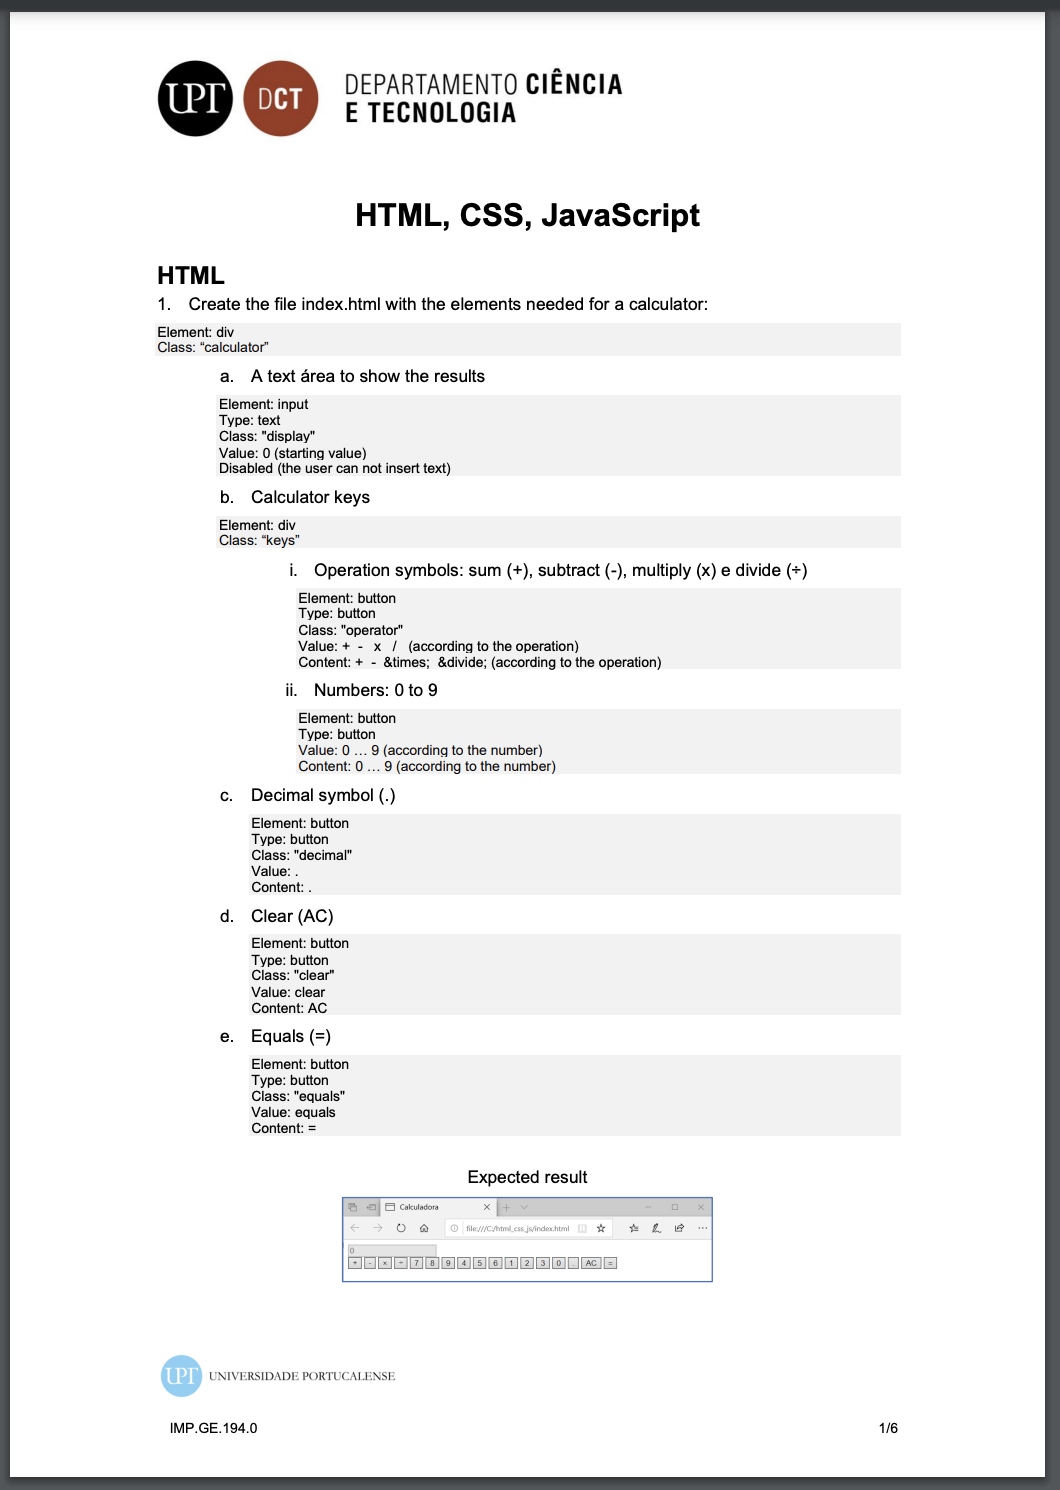 UPT DCT DEPARTAMENTO CIÊNCIA
E TECNOLOGIA
HTML, CSS, JavaScript
HTML
1. Create the file index.html with the elements needed for a calculator:
Element: div
Class: “calculator”
a. A text área to show the results
Element: input
Type: text
Class: "display"
Value: 0 (starting value)
Disabled (the user can not insert text)
b. Calculator keys
Element: div
Class: “keys”
i. Operation symbols: sum (+), subtract (-), multiply (x) e divide (÷)
Element: button
Type: button
Class: "operator"
Value: + - x / (according to the operation)
Content: + - &times; &divide; (according to the operation)
ii. Numbers: 0 to 9
Element: button
Type: button
Value: 0 … 9 (according to the number)
Content: 0 … 9 (according to the number)
c. Decimal symbol (.)
Element: button
Type: button
Class: "decimal"
Value: .
Content: .
d. Clear (AC)
Element: button
Type: button
Class: "clear"
Value: clear
Content: AC
e. Equals (=)
Element: button
Type: button
Class: "equals"
Value: equals
Content: =
Expected result
Calculadora
file:///C:/html_css_js/index.html
0
+ - x ÷ 7 8 9 4 5 6 1 2 3 0 . AC =
UPT UNIVERSIDADE PORTUCALENSE
IMP.GE.194.0 1/6